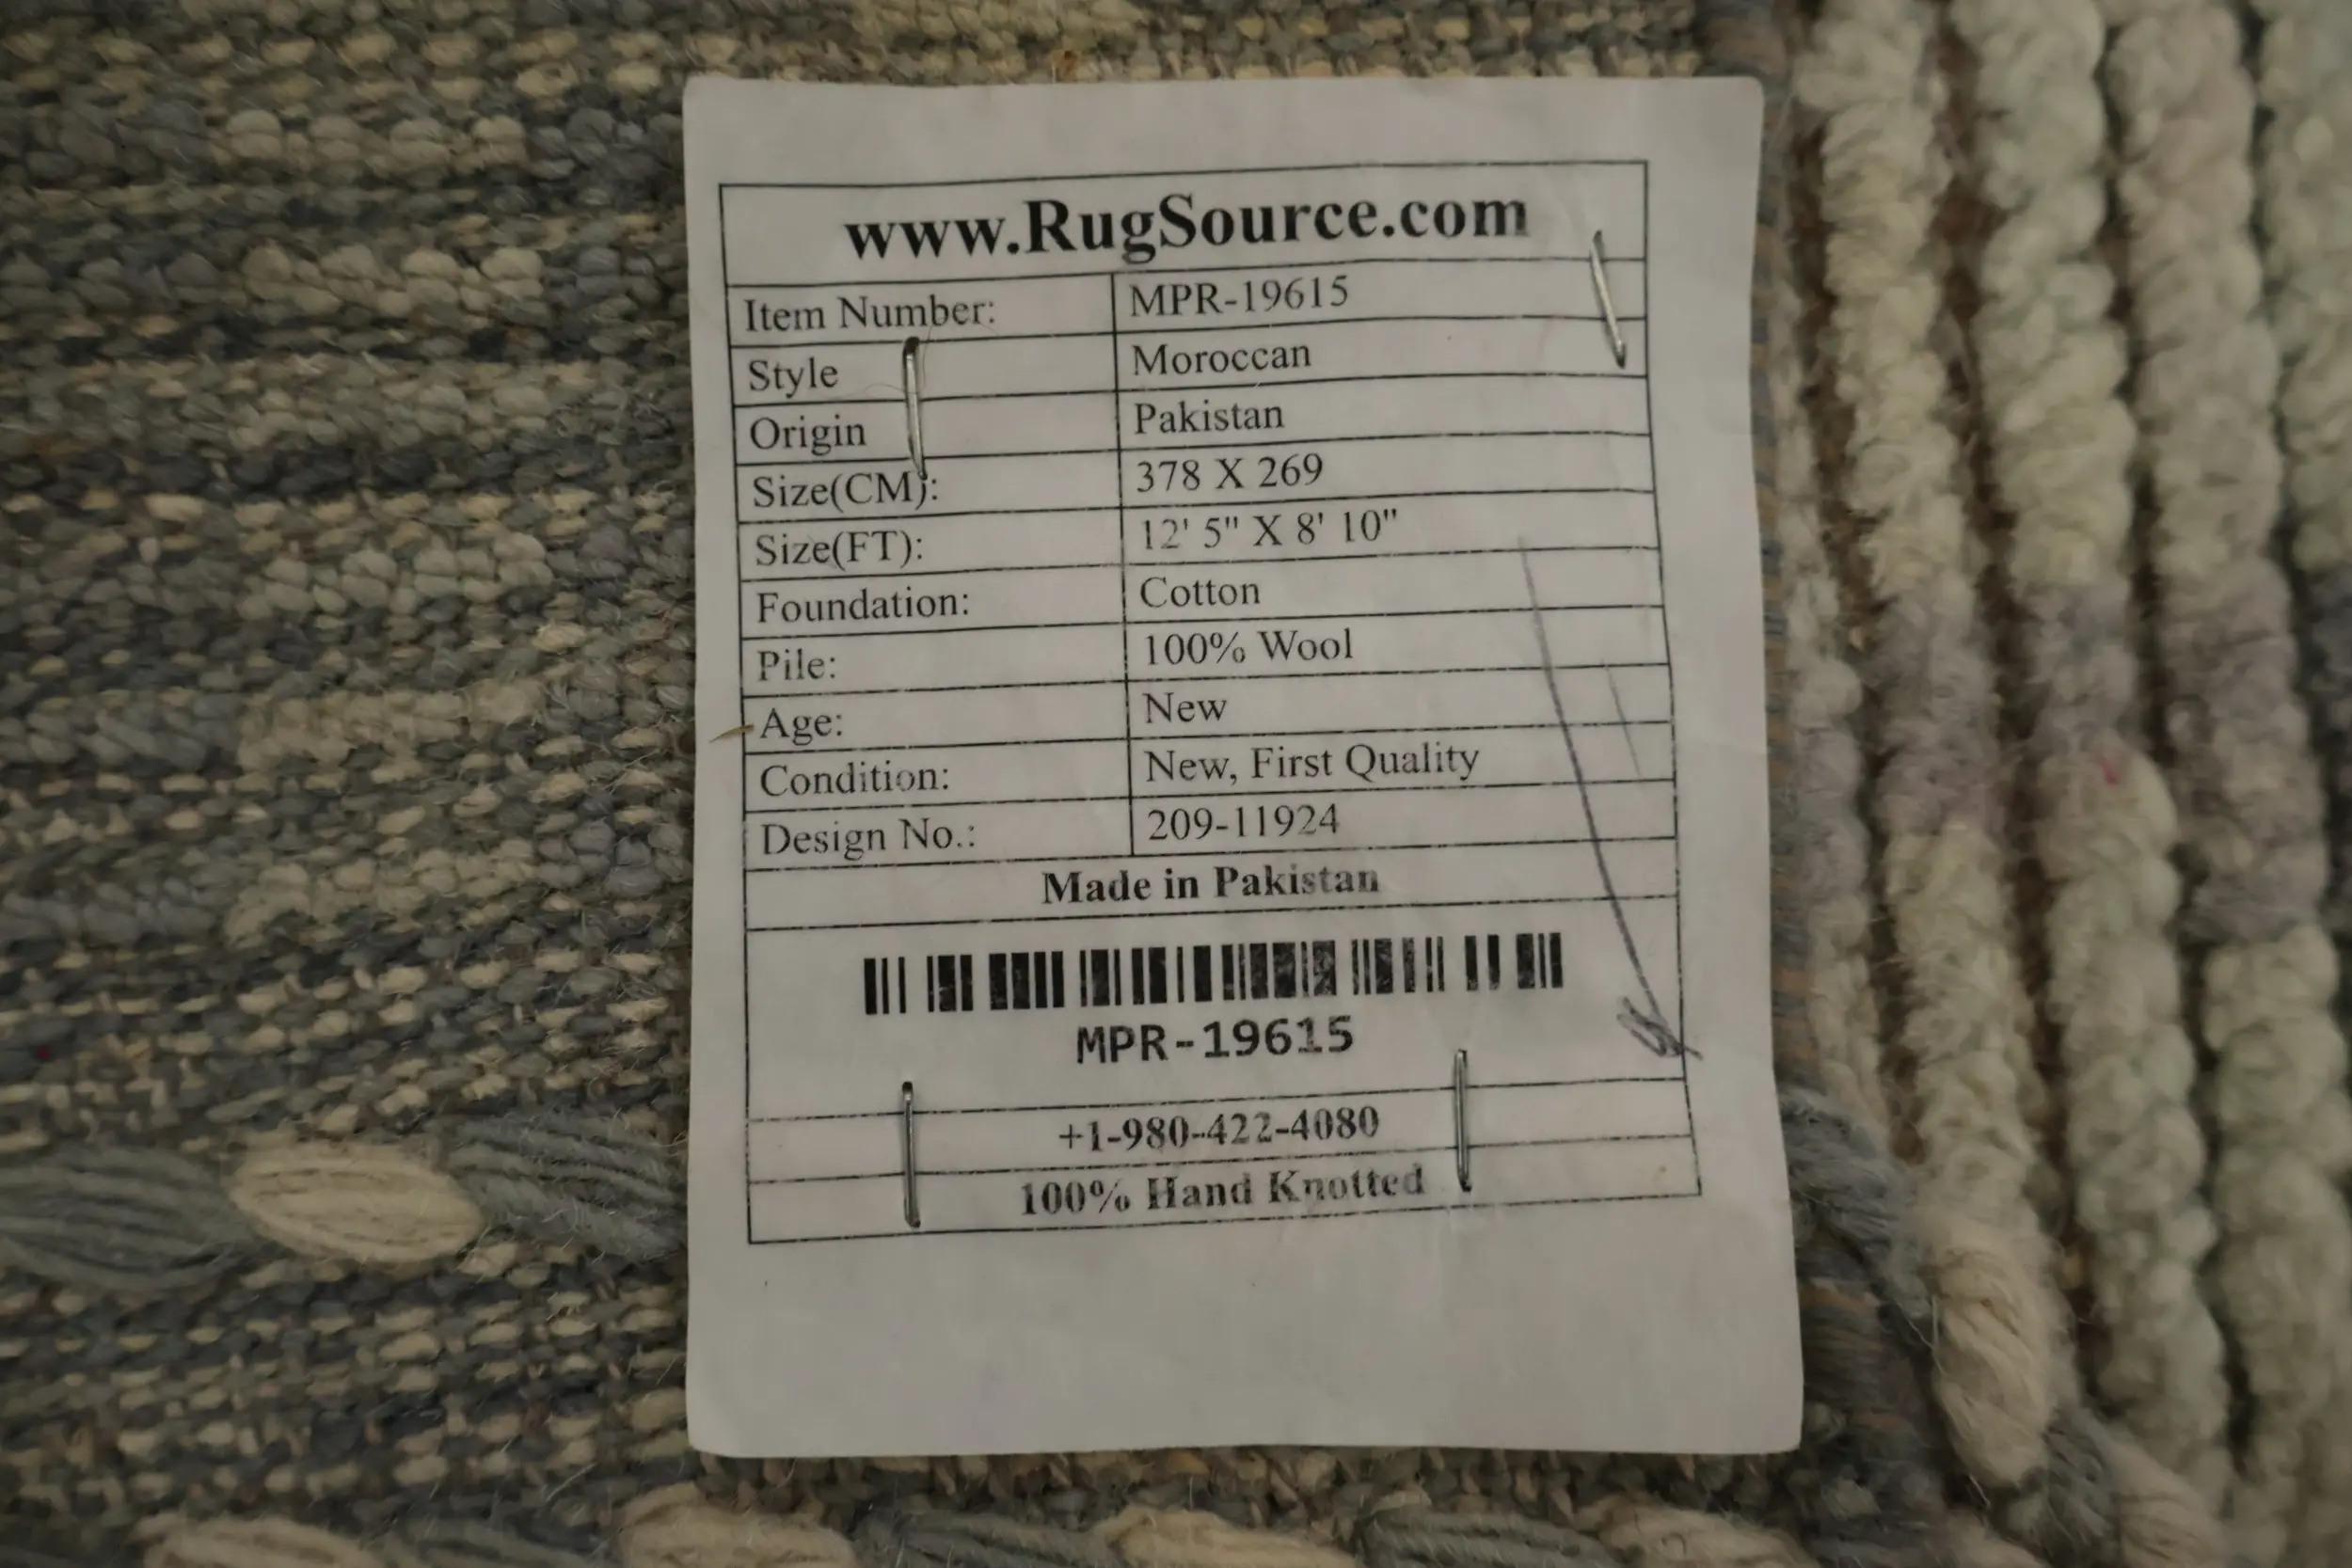 www.RugSource.com
Item Number: MPR-19615
Style Moroccan
Origin Pakistan
Size(CM): 378 X 269
Size(FT): 12' 5" X 8' 10"
Foundation: Cotton
Pile: 100% Wool
Age: New
Condition: New, First Quality
Design No.: 209-11924
Made in Pakistan
MPR-19615
+1-980-422-4080
100% Hand Knotted